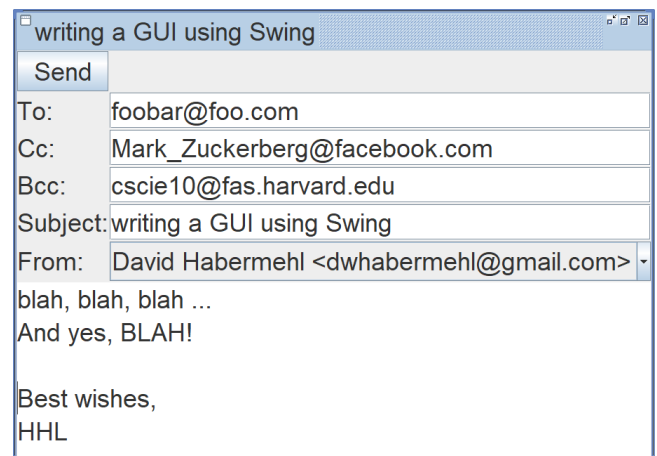 writing a GUI using Swing
Send
To: foobar@foo.com
Cc: Mark_Zuckerberg@facebook.com
Bcc: cscie10@fas.harvard.edu
Subject: writing a GUI using Swing
From: David Habermehl <dwhabermehl@gmail.com>
blah, blah, blah ...
And yes, BLAH!
Best wishes,
HHL